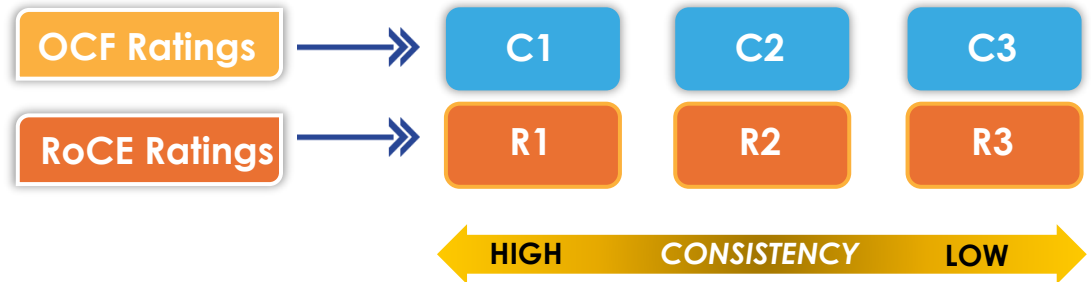 OCF Ratings C1 C2 C3
RoCE Ratings R1 R2 R3
HIGH CONSISTENCY LOW